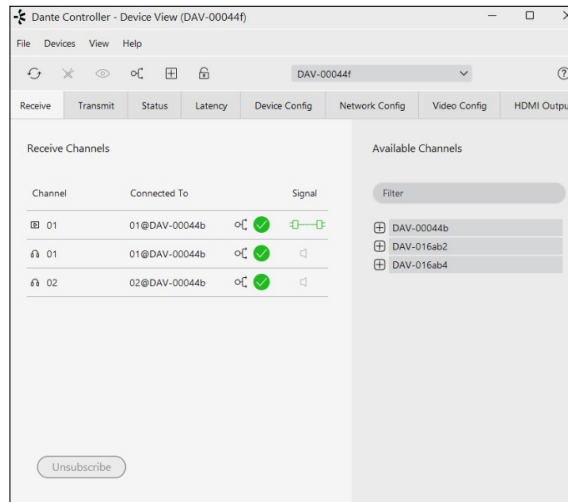 Dante Controller - Device View (DAV-00044f)
File Devices View Help
DAV-00044f
Receive Transmit Status Latency Device Config Network Config Video Config HDMI Outpu
Receive Channels
Available Channels
Channel Connected To Signal
Filter
01 01@DAV-00044b
DAV-00044b
01 01@DAV-00044b
DAV-016ab2
DAV-016ab4
02 02@DAV-00044b
Unsubscribe